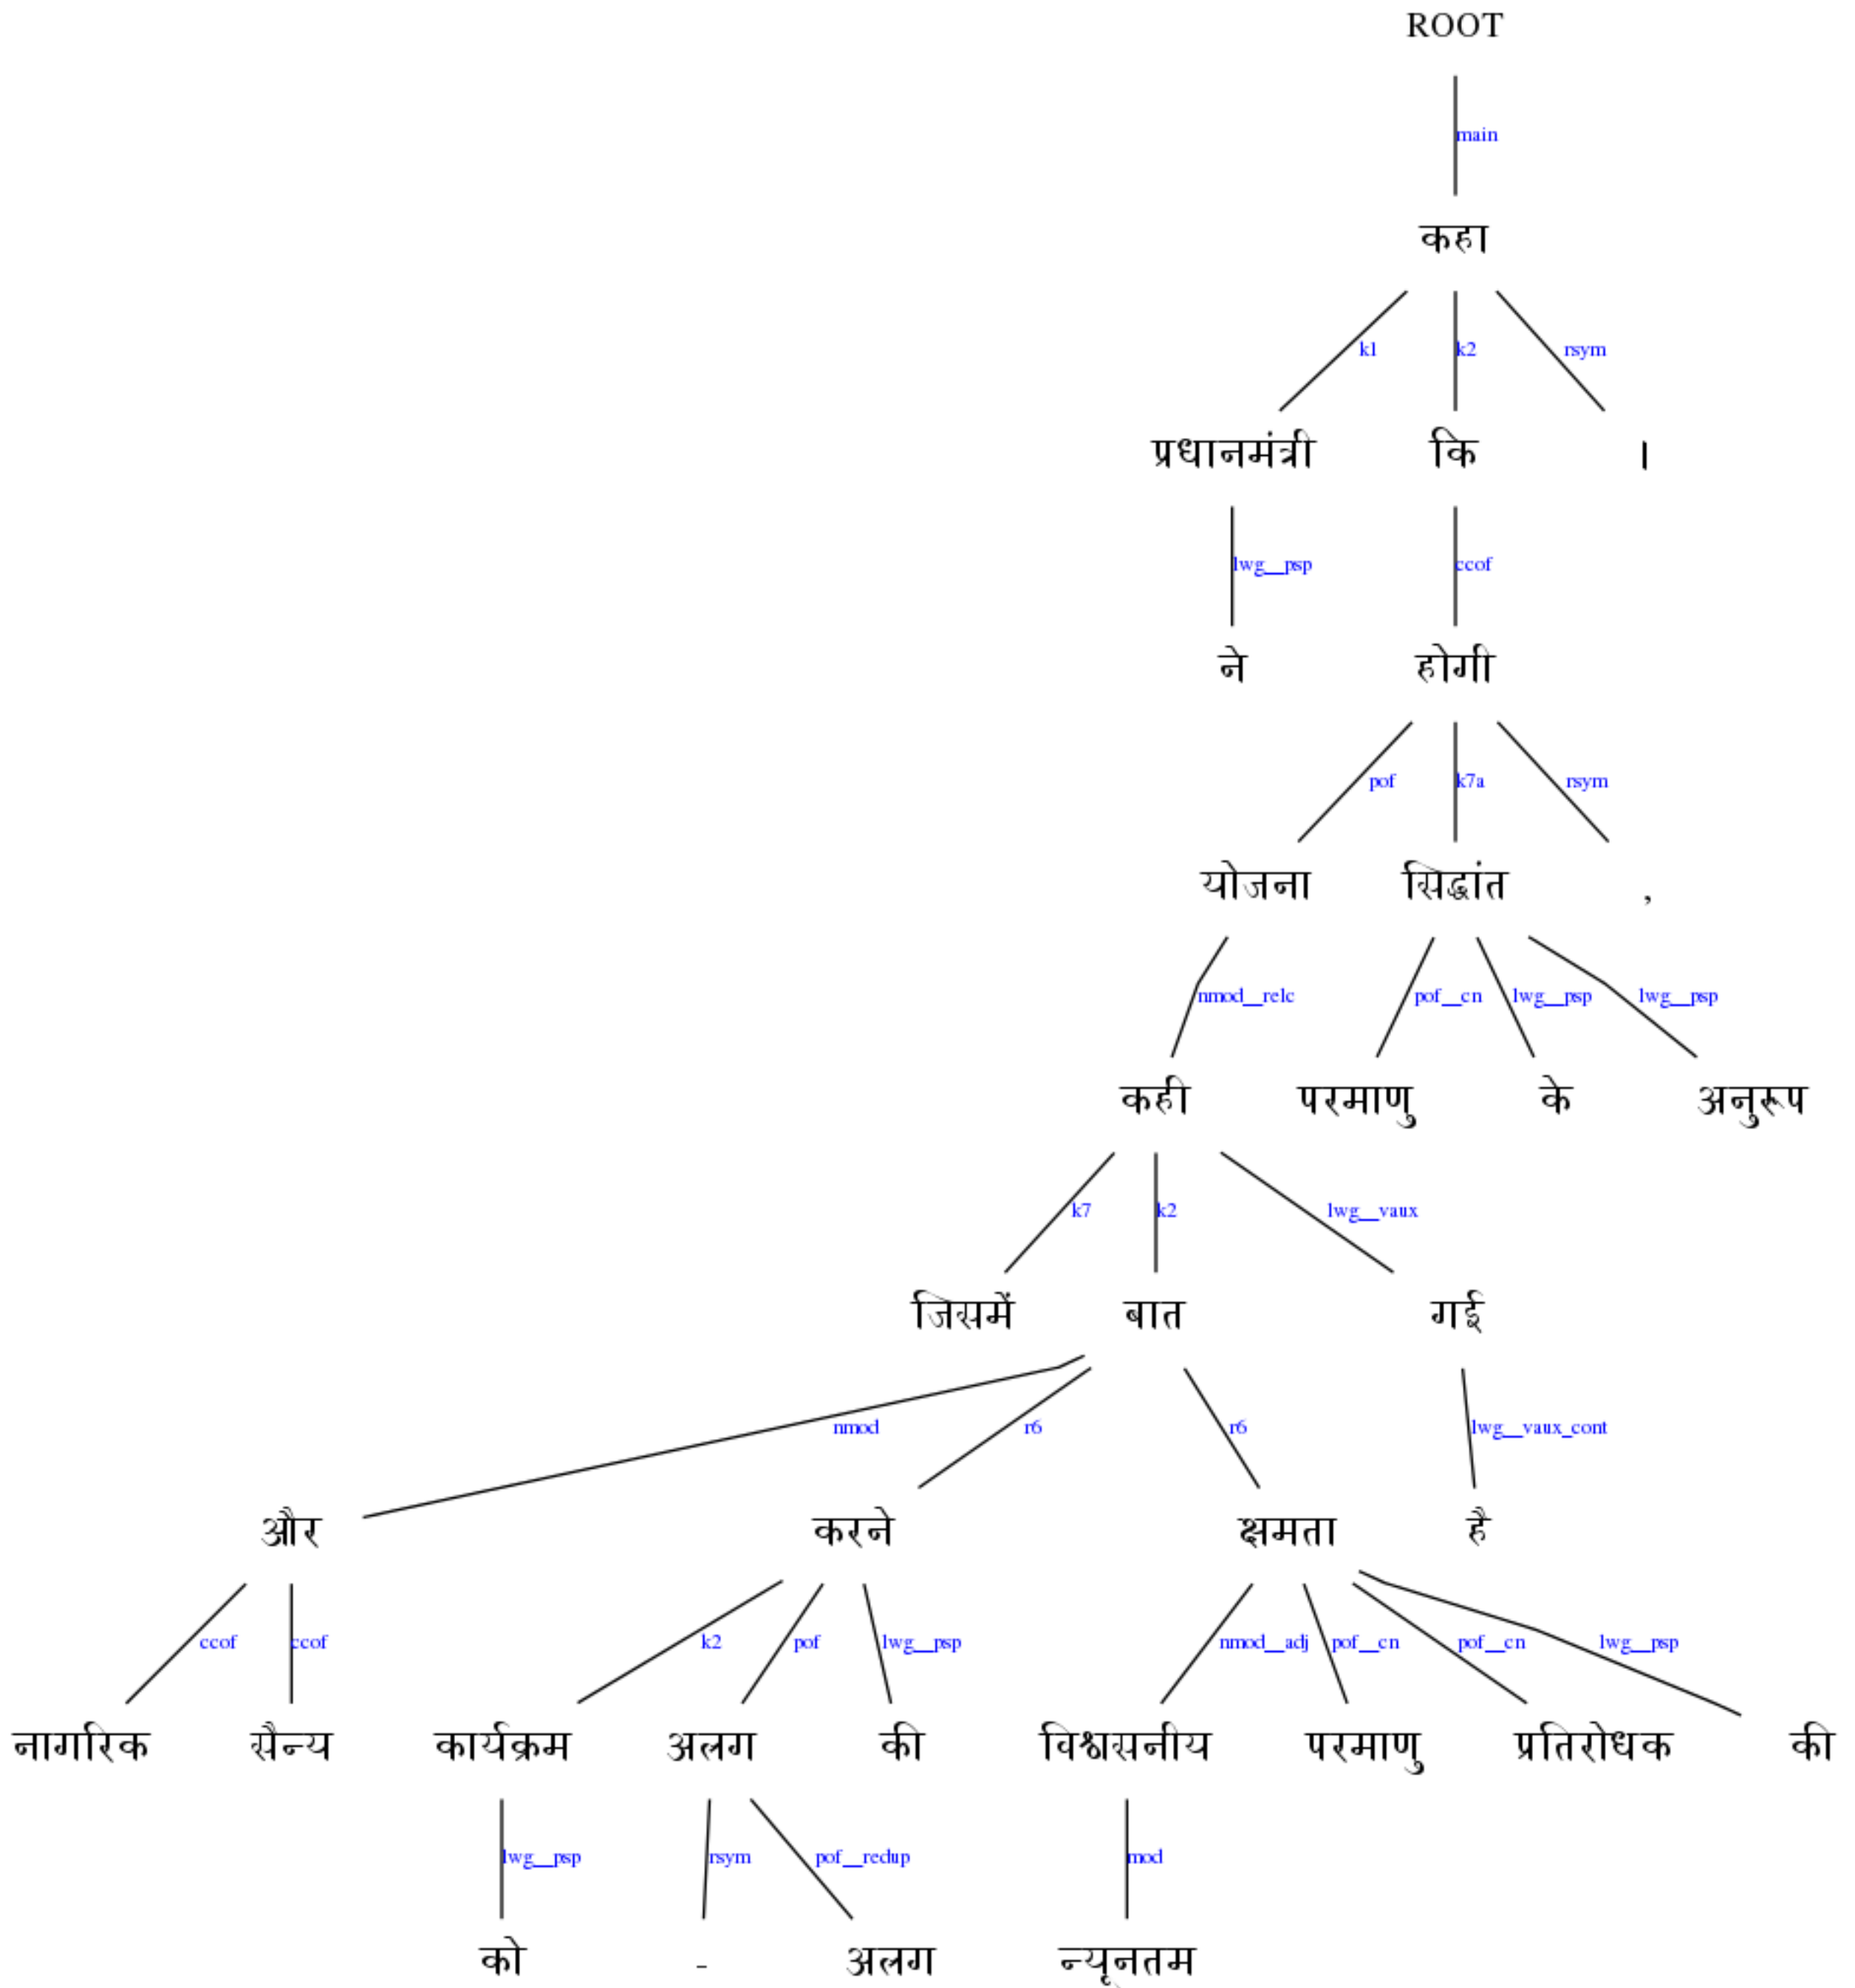 ROOT
main
कहा
k1 k2 rsym
प्रधानमंत्री कि ।
lwg__psp ccof
ने होगी
pof k7a rsym
योजना सिद्धांत ,
nmod__relc pof__cn lwg__psp lwg__psp
कही परमाणु के अनुरूप
k7 k2 lwg__vaux
जिसमें बात गई
nmod r6 r6 lwg__vaux_cont
और करने क्षमता है
ccof ccof k2 pof lwg__psp nmod__adj pof__cn pof__cn lwg__psp
नागरिक सैन्य कार्यक्रम अलग की विश्वसनीय परमाणु प्रतिरोधक की
lwg__psp rsym pof__redup mod
को - अलग न्यूनतम